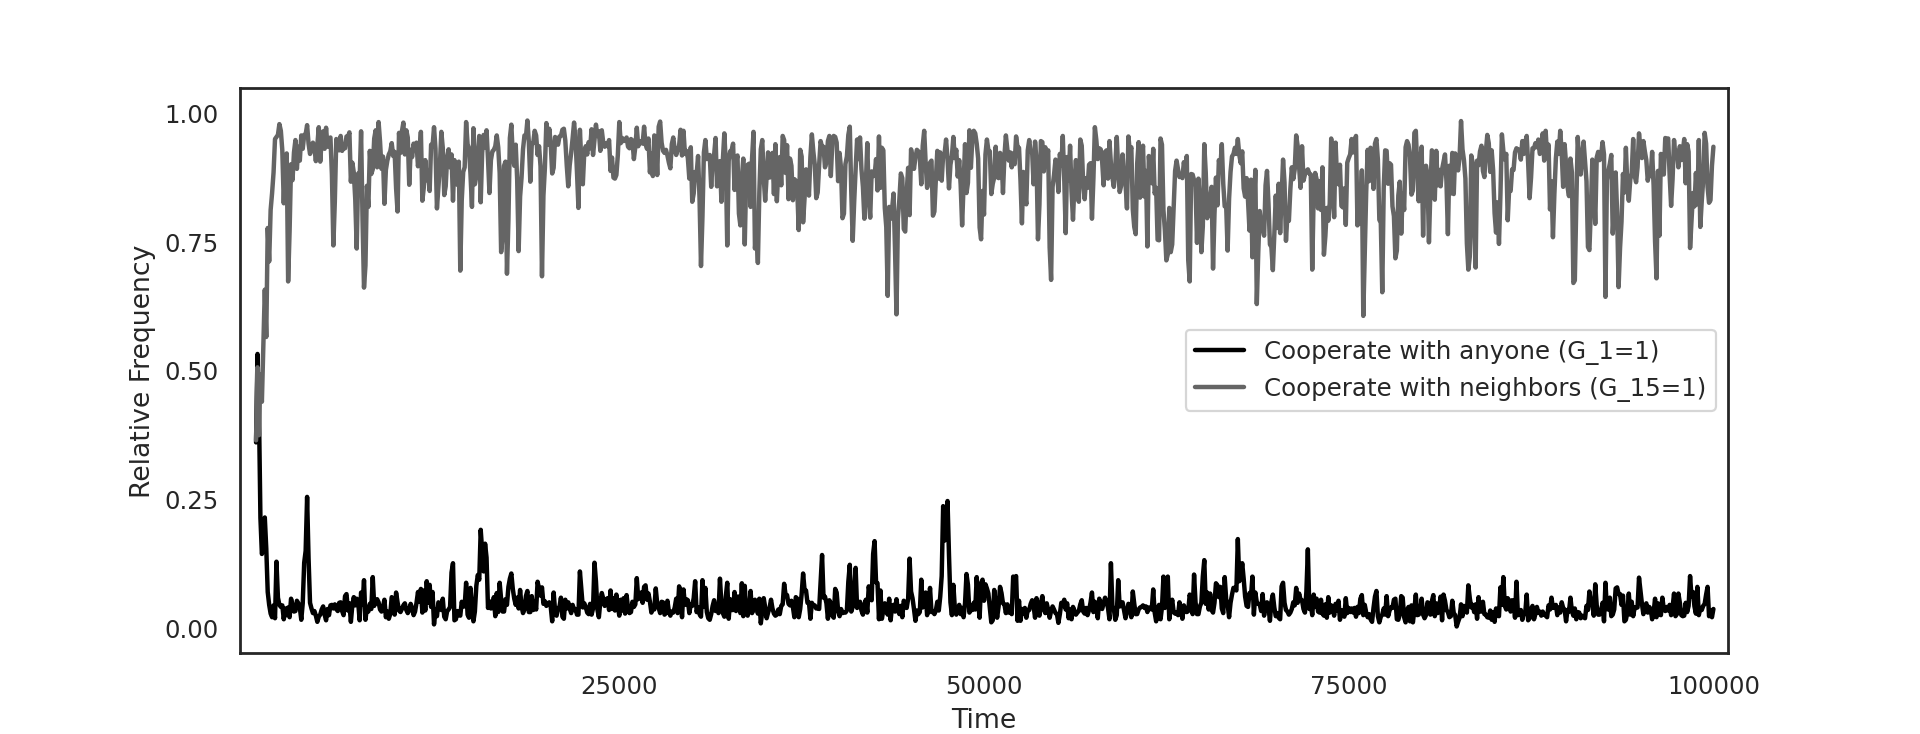 1.00
0.75
0.50
0.25
0.00
Relative Frequency
Cooperate with anyone (G_1=1)
Cooperate with neighbors (G_15=1)
25000
50000
75000
100000
Time